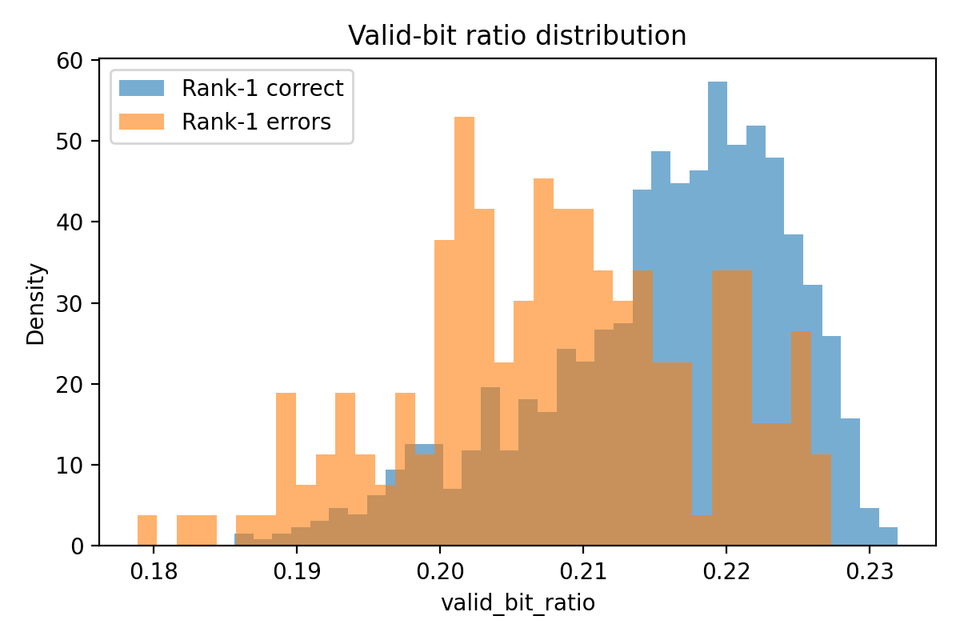 Valid-bit ratio distribution
Rank-1 correct
Rank-1 errors
60
50
40
30
20
10
0
Density
0.18 0.19 0.20 0.21 0.22 0.23
valid_bit_ratio